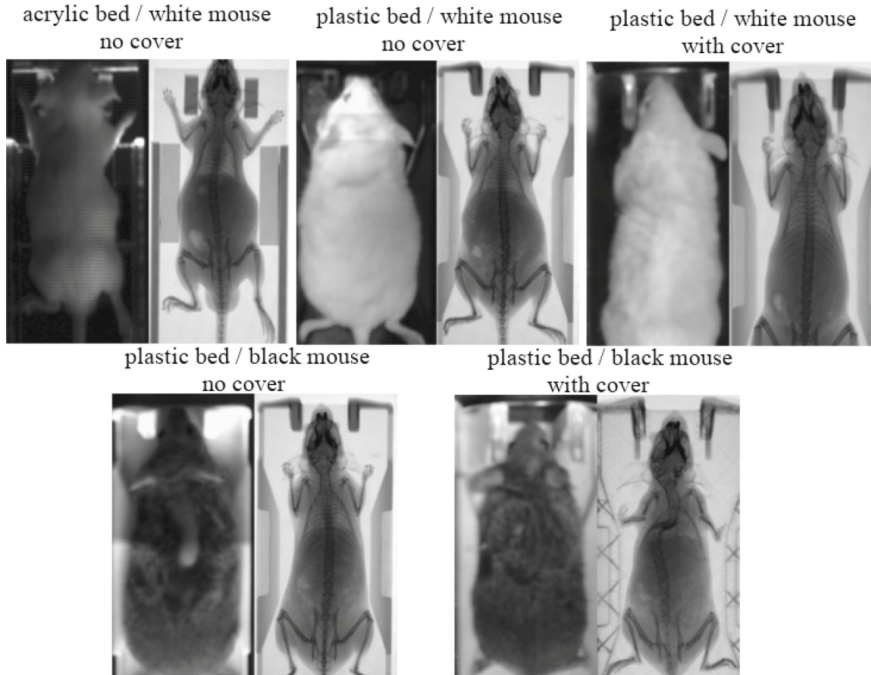 acrylic bed / white mouse
no cover
plastic bed / white mouse
no cover
plastic bed / white mouse
with cover
plastic bed / black mouse
no cover
plastic bed / black mouse
with cover